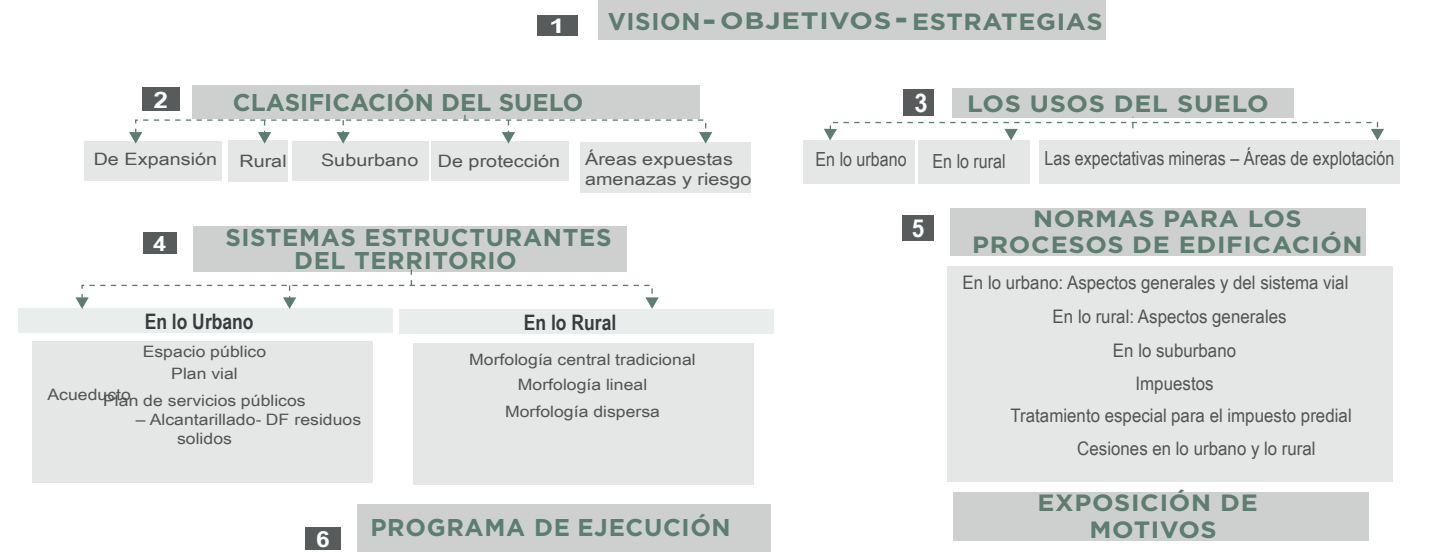 1
VISION-OBJETIVOS-ESTRATEGIAS
2
CLASIFICACIÓN DEL SUELO
De Expansión
Rural
Suburbano
De protección
Áreas expuestas
amenazas y riesgo
3
LOS USOS DEL SUELO
En lo urbano
En lo rural
Las expectativas mineras – Áreas de explotación
4
SISTEMAS ESTRUCTURANTES
DEL TERRITORIO
En lo Urbano
Espacio público
Plan vial
Acueducto
Plan de servicios públicos
– Alcantarillado- DF residuos
solidos
En lo Rural
Morfología central tradicional
Morfología lineal
Morfología dispersa
5
NORMAS PARA LOS
PROCESOS DE EDIFICACIÓN
En lo urbano: Aspectos generales y del sistema vial
En lo rural: Aspectos generales
En lo suburbano
Impuestos
Tratamiento especial para el impuesto predial
Cesiones en lo urbano y lo rural
6
PROGRAMA DE EJECUCIÓN
EXPOSICIÓN DE
MOTIVOS